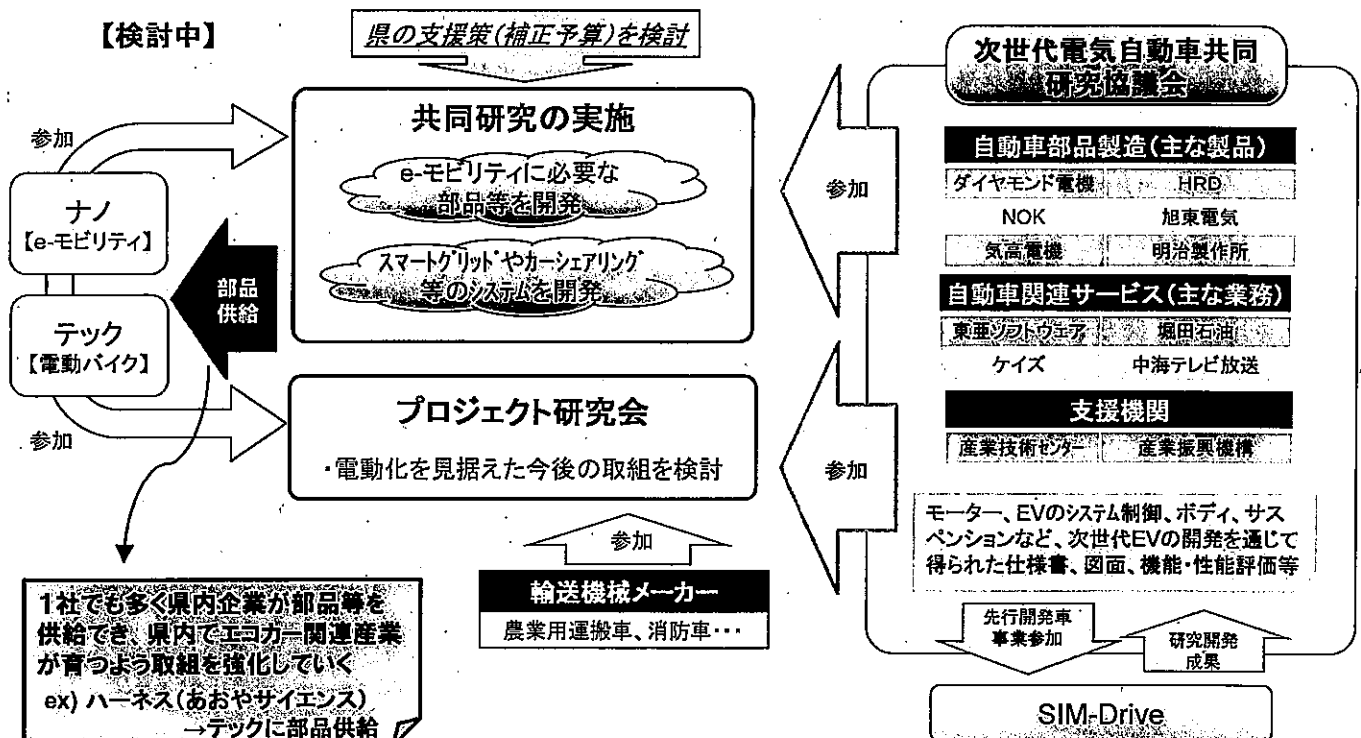 【検討中】
県の支援策(補正予算)を検討
共同研究の実施
e-モビリティに必要な
部品等を開発
スマートグリッドやカーシェアリング
等のシステムを開発
参加
ナノ
【e-モビリティ】
テック
【電動バイク】
参加
部品
供給
プロジェクト研究会
・電動化を見据えた今後の取組を検討
参加
輸送機械メーカー
農業用運搬車、消防車･･･
1社でも多く県内企業が部品等を
供給でき、県内でエコカー関連産業
が育つよう取組を強化していく
ex) ハーネス(あおやサイエンス)
→テックに部品供給
参加
参加
次世代電気自動車共同
研究協議会
自動車部品製造(主な製品)
ダイヤモンド電機 HRD
NOK 旭東電気
気高電機 明治製作所
自動車関連サービス(主な業務)
東亜ソフトウェア 堀田石油
ケイズ 中海テレビ放送
支援機関
産業技術センター 産業振興機構
モーター、EVのシステム制御、ボディ、サス
ペンションなど、次世代EVの開発を通じて
得られた仕様書、図面、機能・性能評価等
先行開発車
事業参加
研究開発
成果
SIM-Drive